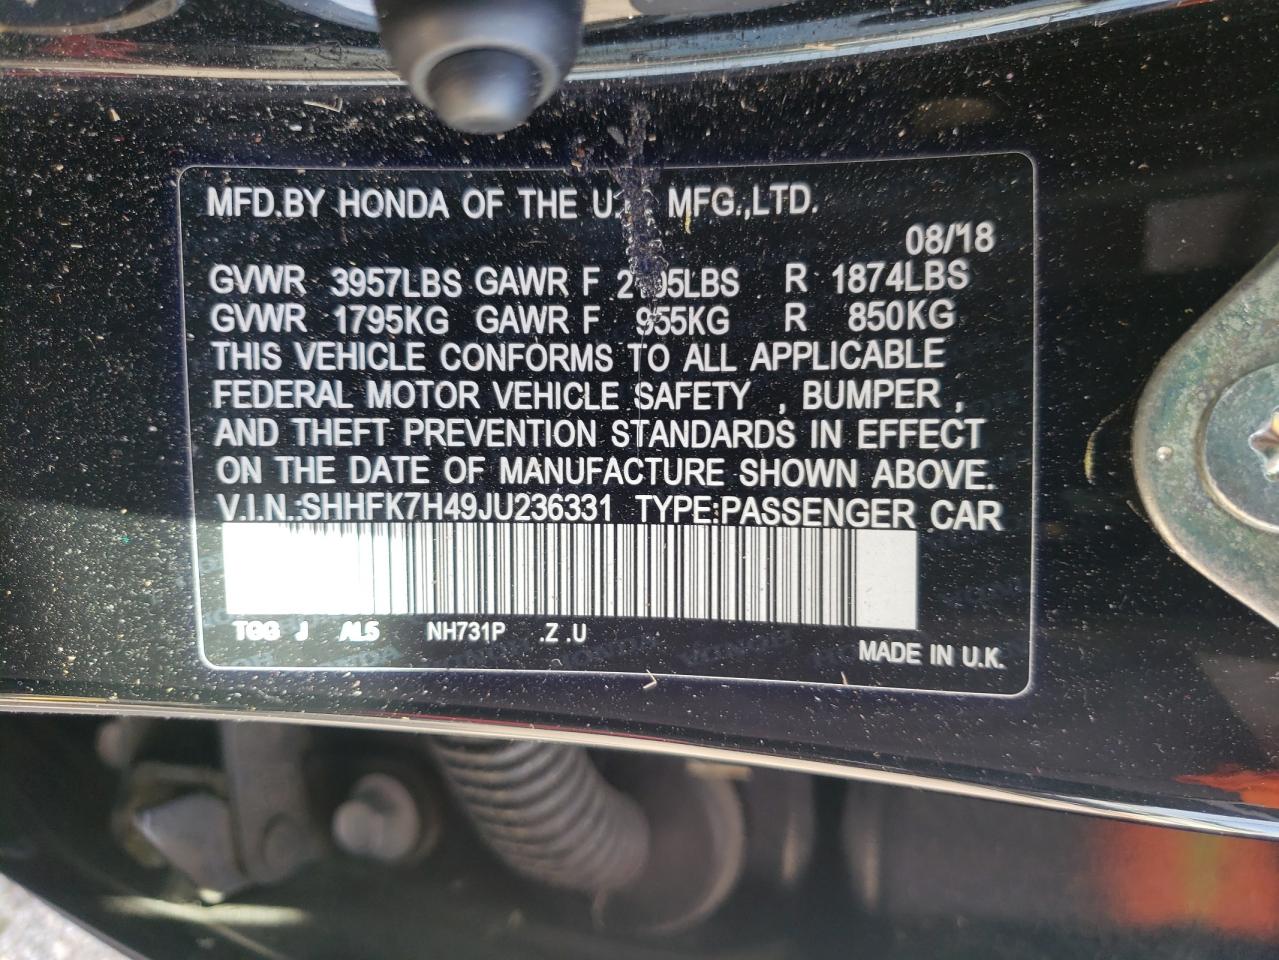 MFD.BY HONDA OF THE MFG.,LTD.
08/18
GVWR 3957LBS GAWR F R 1874LBS
GVWR 1795KG GAWR F 955KG R 850KG
THIS VEHICLE CONFORMS TO ALL APPLICABLE
FEDERAL MOTOR VEHICLE SAFETY , BUMPER ,
AND THEFT PREVENTION STANDARDS IN EFFECT
ON THE DATE OF MANUFACTURE SHOWN ABOVE.
V.I.N.:SHHFK7H49JU236331 TYPE:PASSENGER CAR
TGG J AL5 NH731P .Z .U
MADE IN U.K.